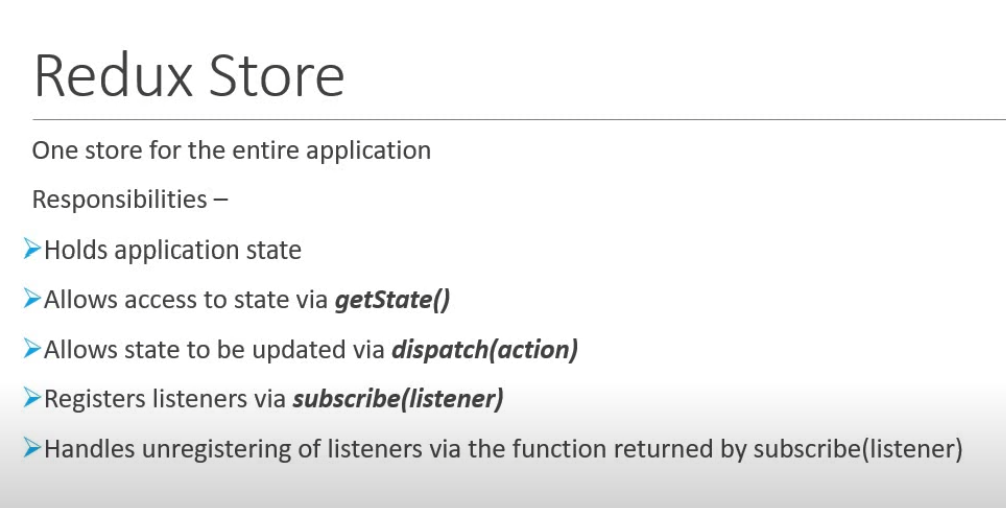 Redux Store
One store for the entire application
Responsibilities –
➢Holds application state
➢Allows access to state via getState()
➢Allows state to be updated via dispatch(action)
➢Registers listeners via subscribe(listener)
➢Handles unregistering of listeners via the function returned by subscribe(listener)